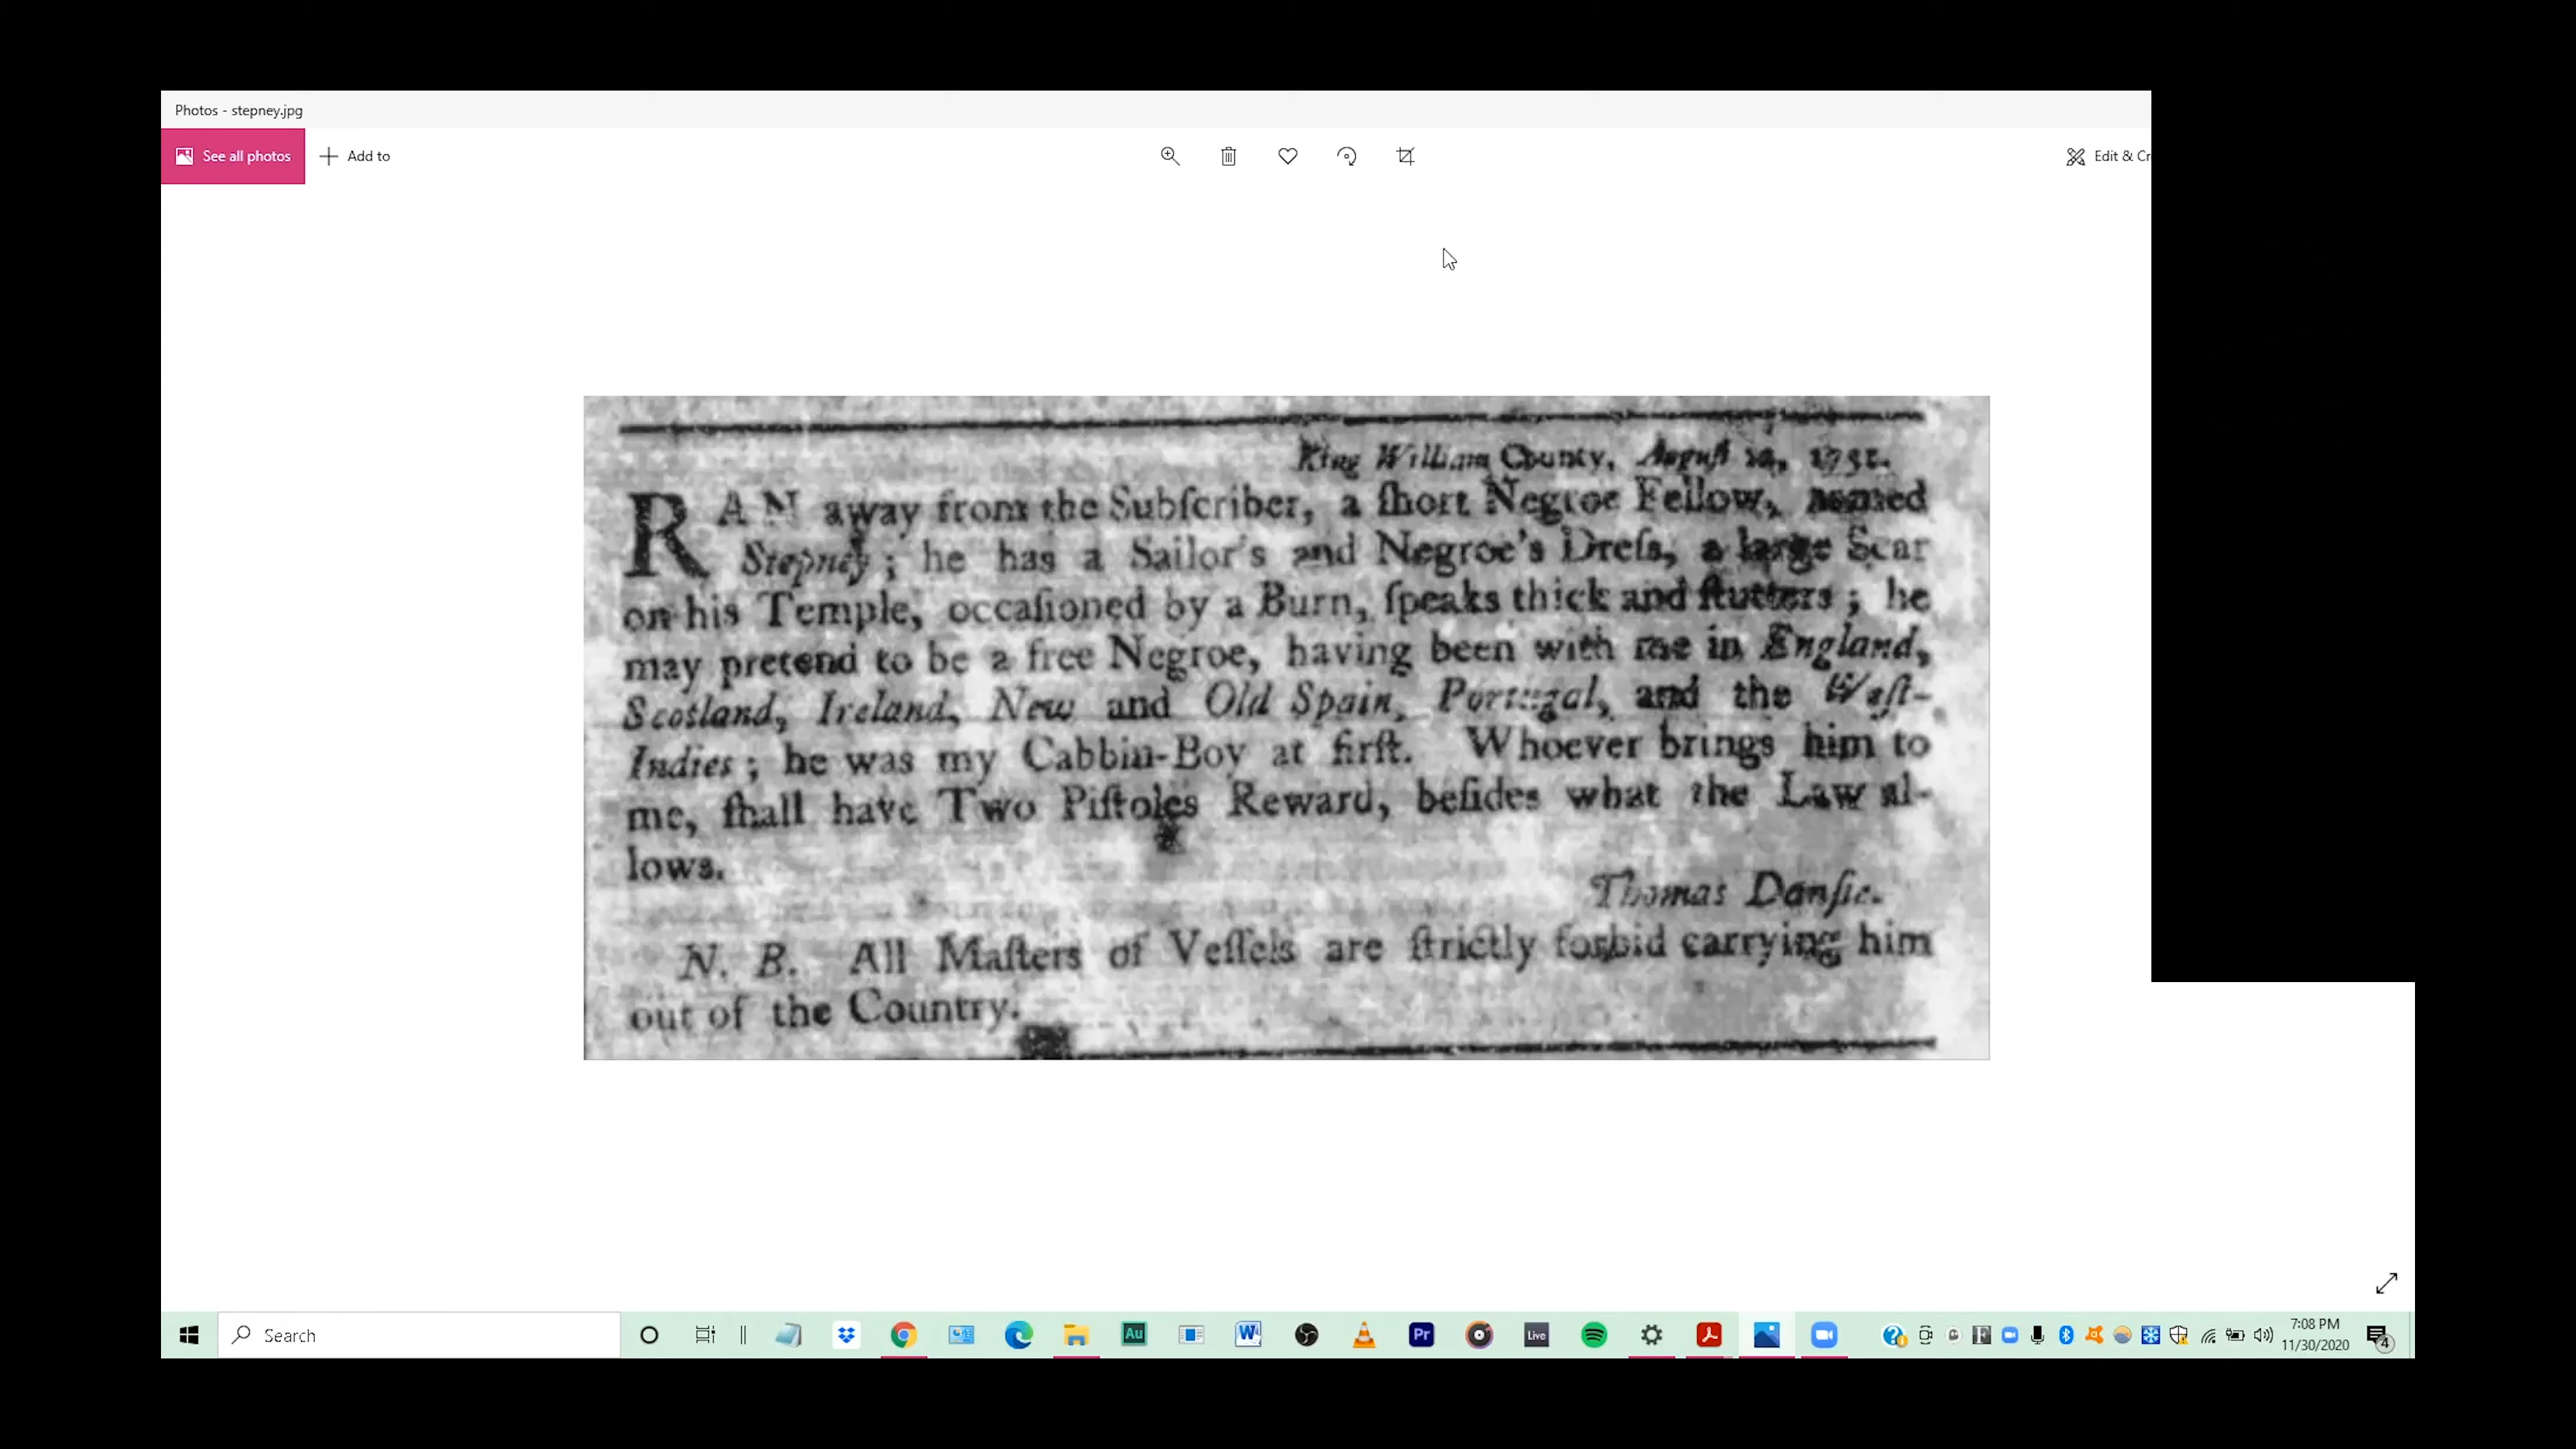 Photos - stepney.jpg
See all photos
Add to
Edit & Cr
King William County, August 1751.
RAN away from the Subſcriber, a ſhort Negroe Fellow, named
Stepney; he has a Sailor's and Negroe's Dreſs, a large Scar
on his Temple, occaſioned by a Burn, ſpeaks thick and ſtutters; he
may pretend to be a free Negroe, having been with me in England,
Scotland, Ireland, New and Old Spain, Portugal, and the Weſt-
Indies; he was my Cabbin-Boy at firſt. Whoever brings him to
me, ſhall have Two Piſtoles Reward, beſides what the Law al-
lows.
Thomas Danſie.
N. B. All Maſters of Veſſels are ſtrictly forbid carrying him
out of the Country.
Search
Au
W
Pr
Live
7:08 PM
11/30/2020
4